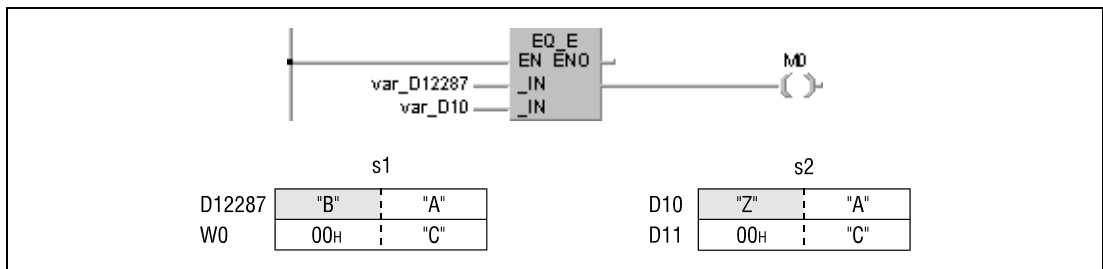 EQ_E
EN ENO
M0
var_D12287 _IN
( )
var_D10 _IN
s1 s2
D12287 "B" "A" D10 "Z" "A"
W0 00H "C" D11 00H "C"